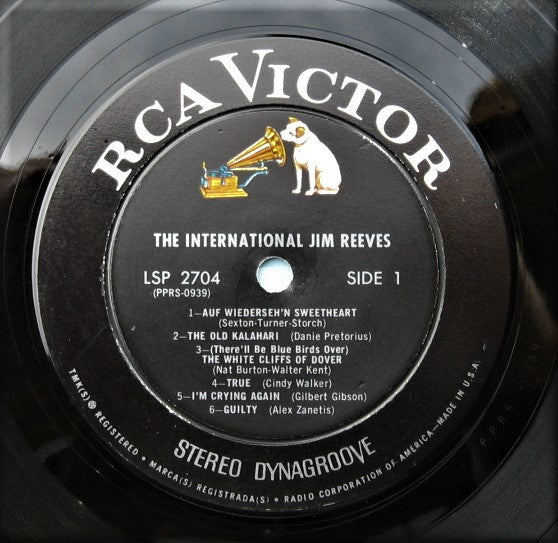 RCA VICTOR
THE INTERNATIONAL JIM REEVES
LSP 2704 SIDE 1
(PPRS-0939)
1—AUF WIEDERSEH'N SWEETHEART
(Sexton-Turner-Storch)
2—THE OLD KALAHARI (Danie Pretorius)
3—(There'll Be Blue Birds Over)
THE WHITE CLIFFS OF DOVER
(Nat Burton-Walter Kent)
4—TRUE (Cindy Walker)
5—I'M CRYING AGAIN (Gilbert Gibson)
6—GUILTY (Alex Zanetis)
STEREO DYNAGROOVE
TMK(S) ® REGISTERED • MARCA(S) REGISTRADA(S) • RADIO CORPORATION OF AMERICA—MADE IN U.S.A.
PPRS